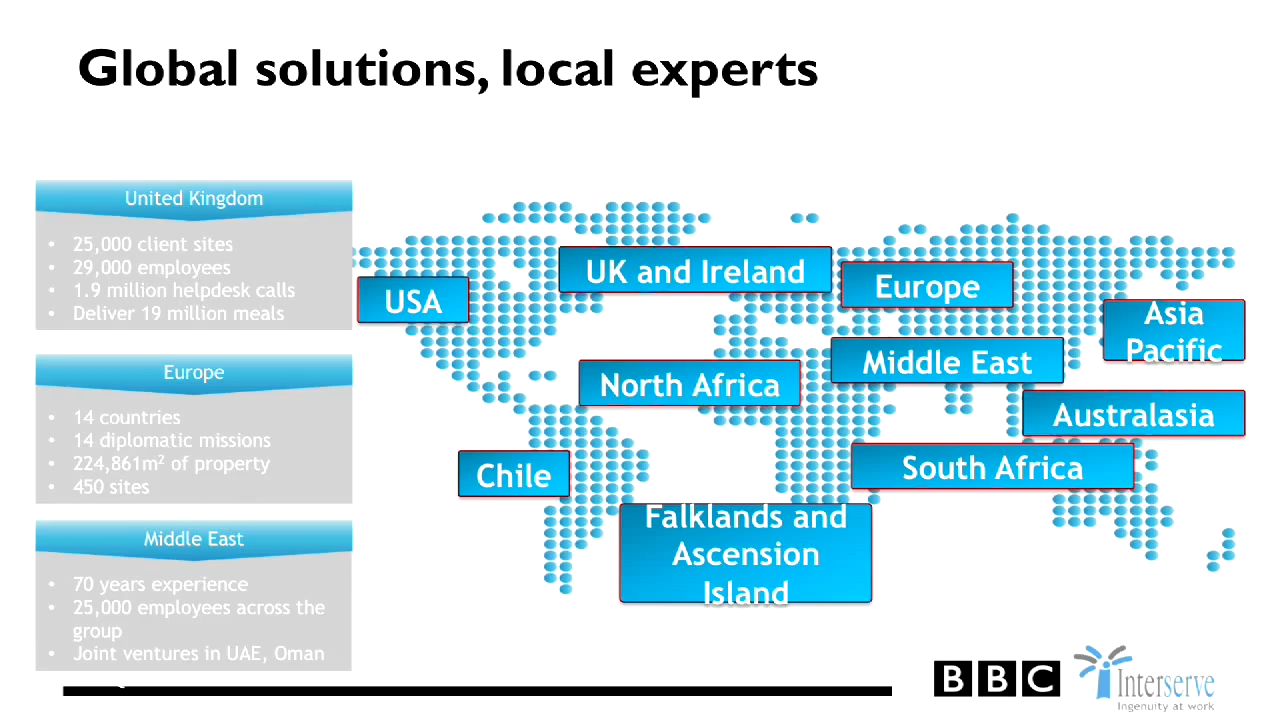 Global solutions, local experts
United Kingdom
• 25,000 client sites
• 29,000 employees
• 1.9 million helpdesk calls
• Deliver 19 million meals
Europe
• 14 countries
• 14 diplomatic missions
• 224,861m² of property
• 450 sites
Middle East
• 70 years experience
• 25,000 employees across the
group
• Joint ventures in UAE, Oman
USA
UK and Ireland
Europe
Asia
Pacific
Middle East
North Africa
Australasia
South Africa
Chile
Falklands and
Ascension
Island
BBC
Interserve
Ingenuity at work